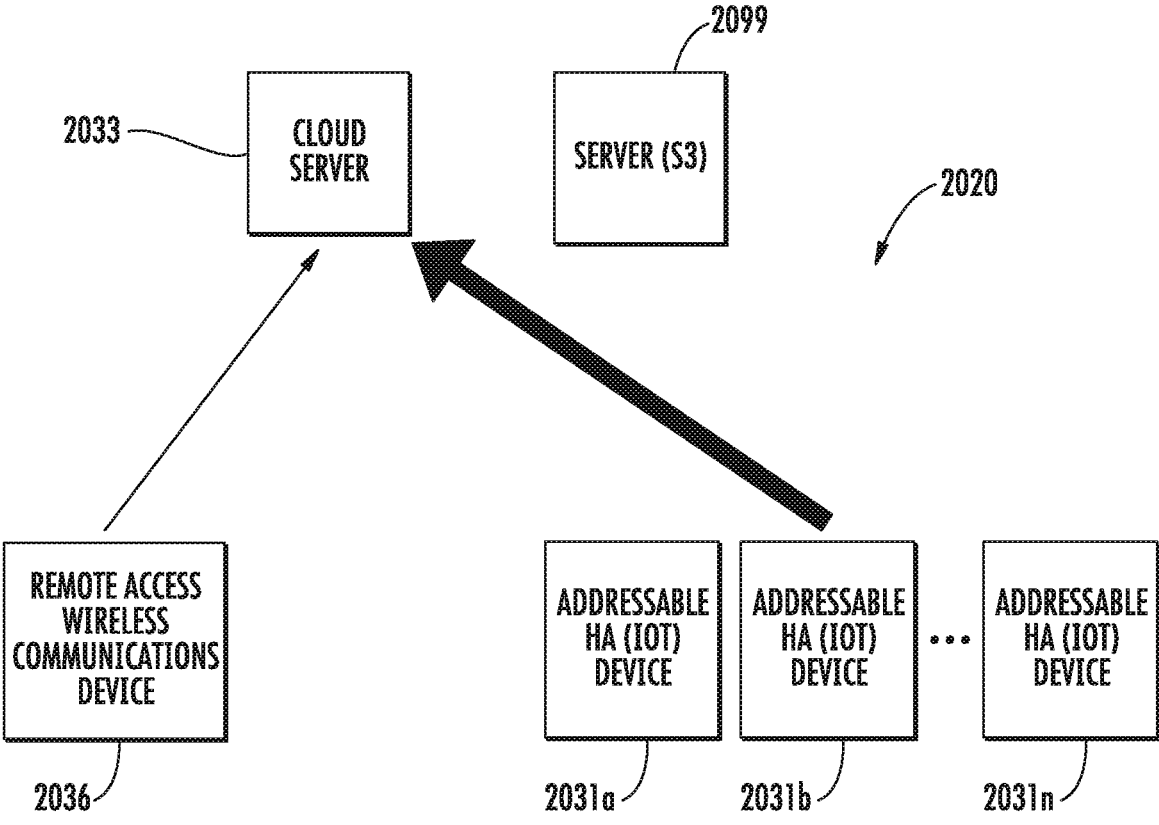 2099
2033
CLOUD
SERVER
SERVER (S3)
2020
REMOTE ACCESS
WIRELESS
COMMUNICATIONS
DEVICE
ADDRESSABLE
HA (IOT)
DEVICE
ADDRESSABLE
HA (IOT)
DEVICE
•••
ADDRESSABLE
HA (IOT)
DEVICE
2036
2031a
2031b
2031n